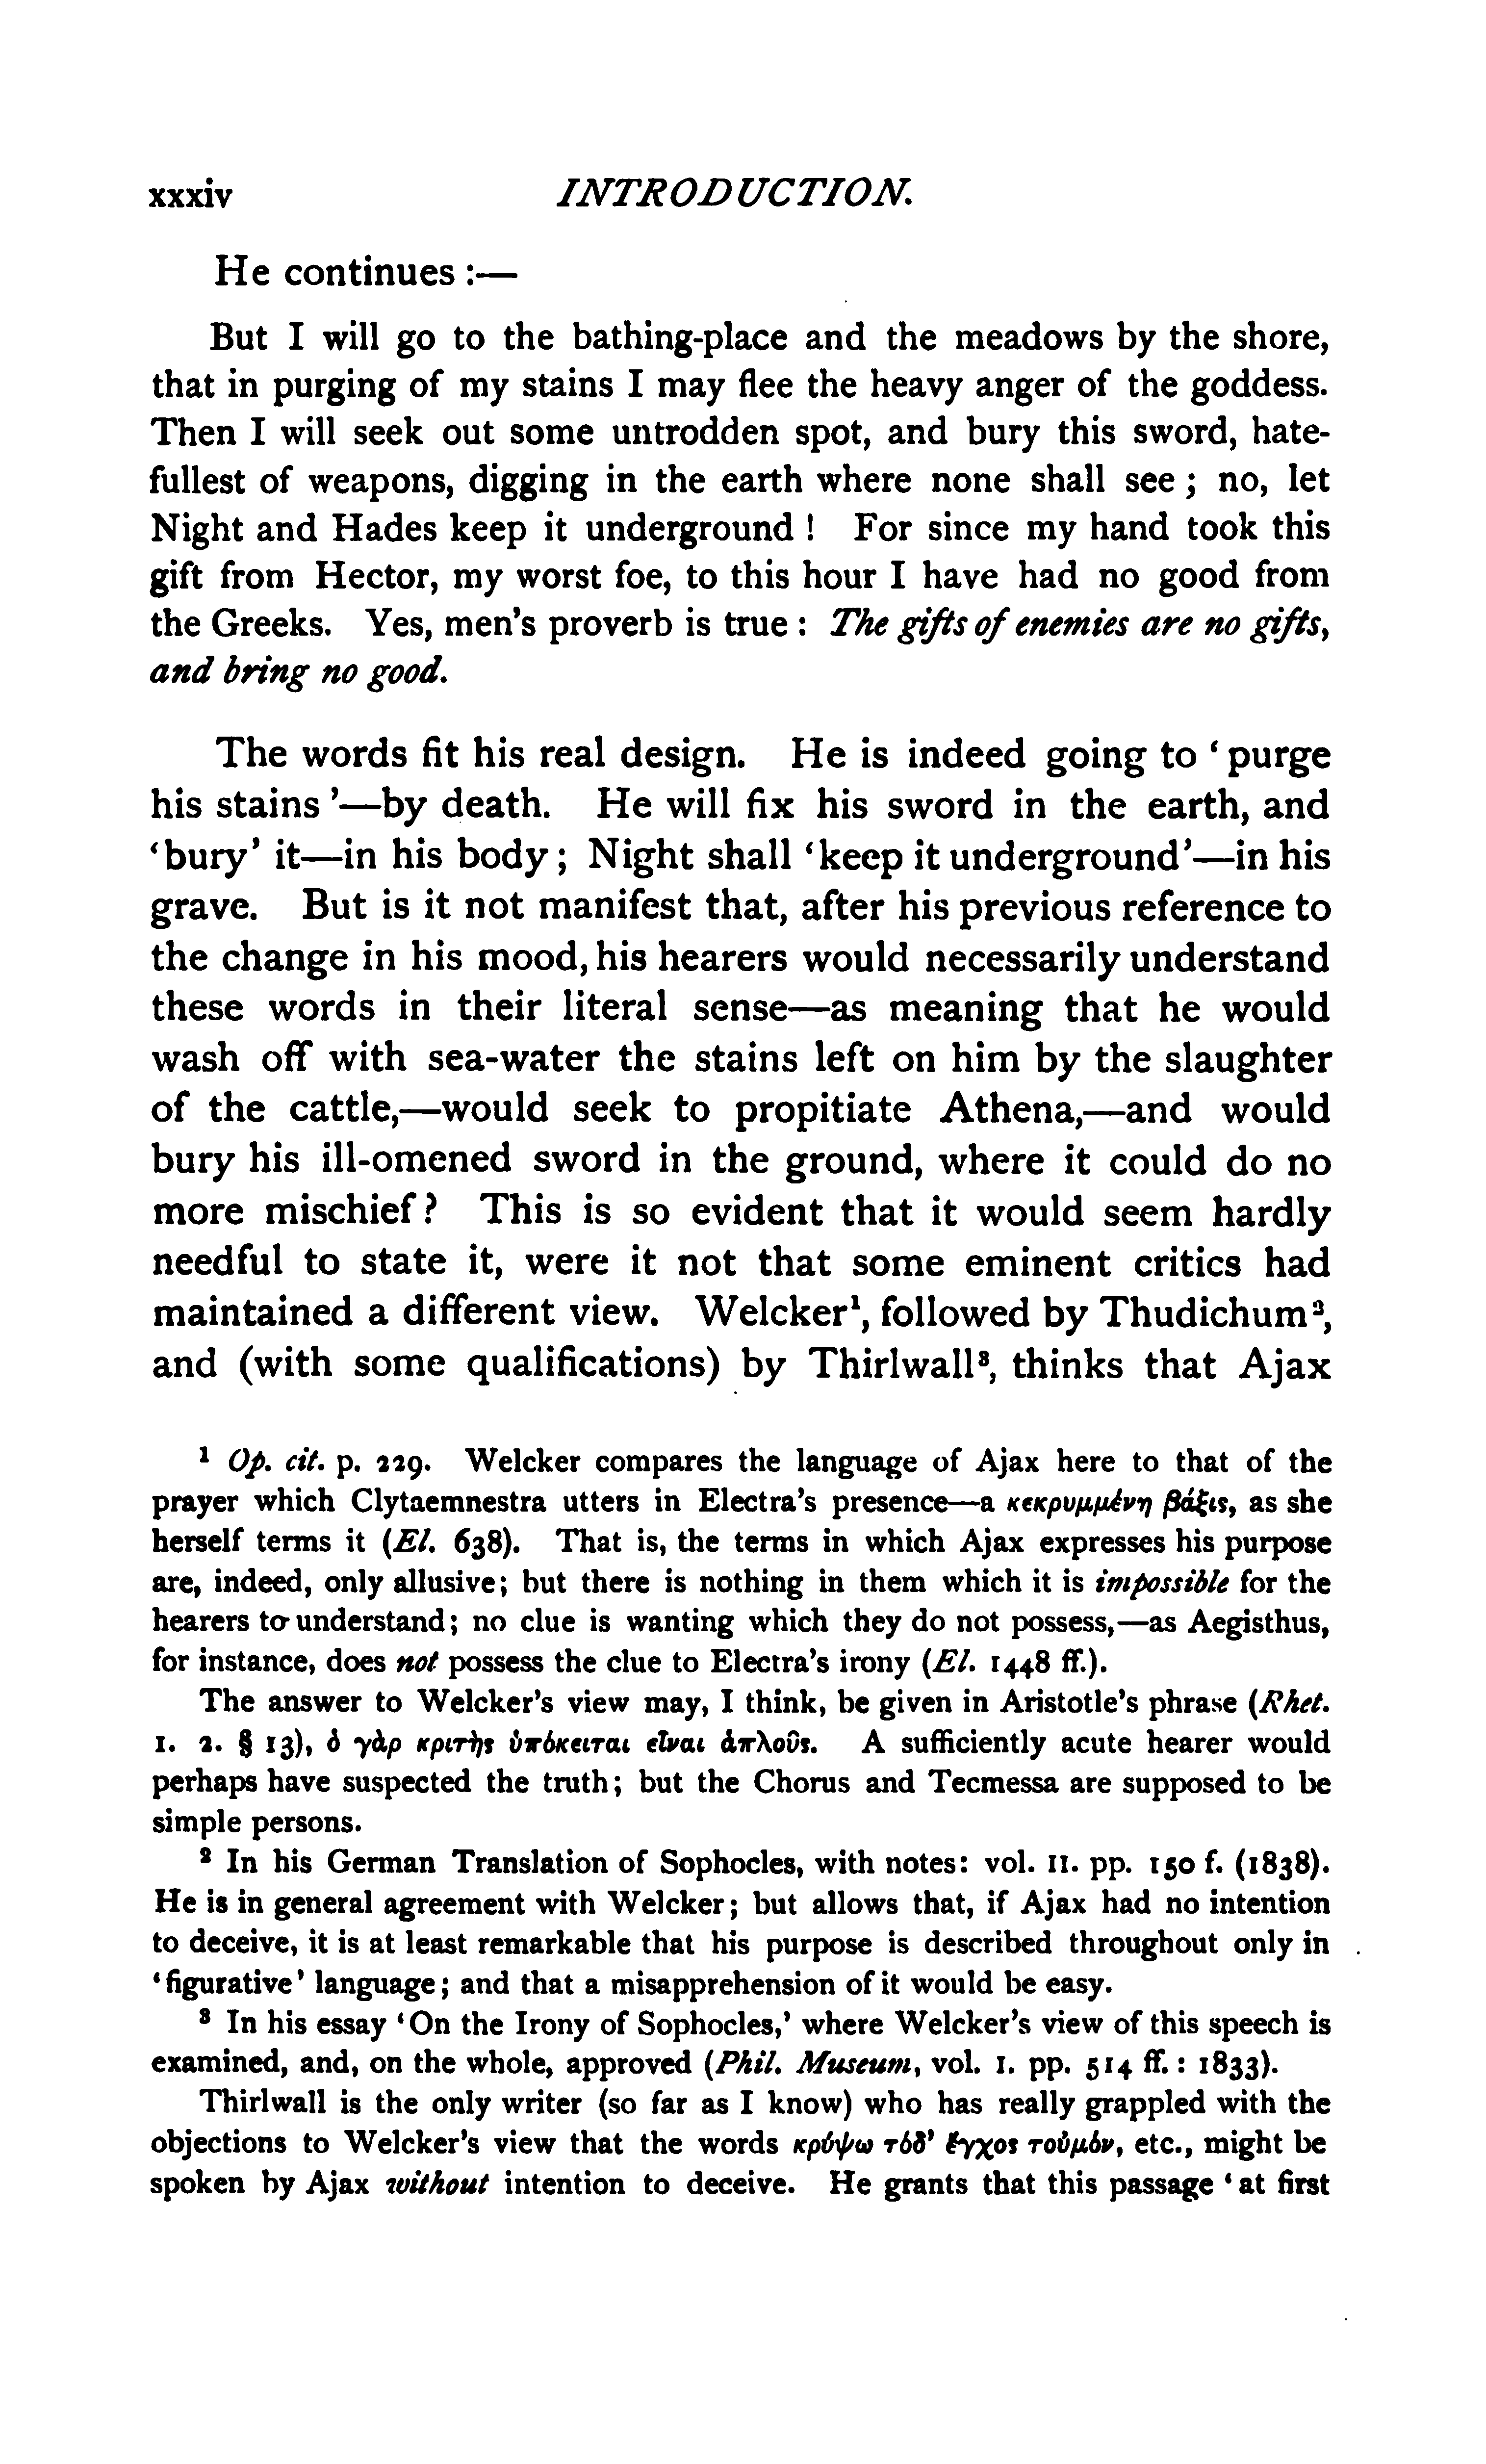 xxxiv INTRODUCTION.
He continues :—
But I will go to the bathing-place and the meadows by the shore,
that in purging of my stains I may flee the heavy anger of the goddess.
Then I will seek out some untrodden spot, and bury this sword, hate-
fullest of weapons, digging in the earth where none shall see ; no, let
Night and Hades keep it underground ! For since my hand took this
gift from Hector, my worst foe, to this hour I have had no good from
the Greeks. Yes, men's proverb is true : The gifts of enemies are no gifts,
and bring no good.
The words fit his real design. He is indeed going to ‘purge
his stains’—by death. He will fix his sword in the earth, and
‘bury’ it—in his body; Night shall ‘keep it underground’—in his
grave. But is it not manifest that, after his previous reference to
the change in his mood, his hearers would necessarily understand
these words in their literal sense—as meaning that he would
wash off with sea-water the stains left on him by the slaughter
of the cattle,—would seek to propitiate Athena,—and would
bury his ill-omened sword in the ground, where it could do no
more mischief? This is so evident that it would seem hardly
needful to state it, were it not that some eminent critics had
maintained a different view. Welcker¹, followed by Thudichum²,
and (with some qualifications) by Thirlwall³, thinks that Ajax
¹ Op. cit. p. 229. Welcker compares the language of Ajax here to that of the
prayer which Clytaemnestra utters in Electra's presence—a κεκρυμμένη βάξις, as she
herself terms it (El. 638). That is, the terms in which Ajax expresses his purpose
are, indeed, only allusive; but there is nothing in them which it is impossible for the
hearers to understand; no clue is wanting which they do not possess,—as Aegisthus,
for instance, does not possess the clue to Electra's irony (El. 1448 ff.).
The answer to Welcker's view may, I think, be given in Aristotle's phrase (Rhet.
I. 2. § 13), ὁ γὰρ κριτὴς ὑπόκειται εἶναι ἁπλοῦς. A sufficiently acute hearer would
perhaps have suspected the truth; but the Chorus and Tecmessa are supposed to be
simple persons.
² In his German Translation of Sophocles, with notes: vol. II. pp. 150 f. (1838).
He is in general agreement with Welcker; but allows that, if Ajax had no intention
to deceive, it is at least remarkable that his purpose is described throughout only in
‘figurative’ language; and that a misapprehension of it would be easy.
³ In his essay ‘On the Irony of Sophocles,’ where Welcker's view of this speech is
examined, and, on the whole, approved (Phil. Museum, vol. I. pp. 514 ff. : 1833).
Thirlwall is the only writer (so far as I know) who has really grappled with the
objections to Welcker's view that the words κρύψω τόδ' ἔγχος τοὐμόν, etc., might be
spoken by Ajax without intention to deceive. He grants that this passage ‘at first